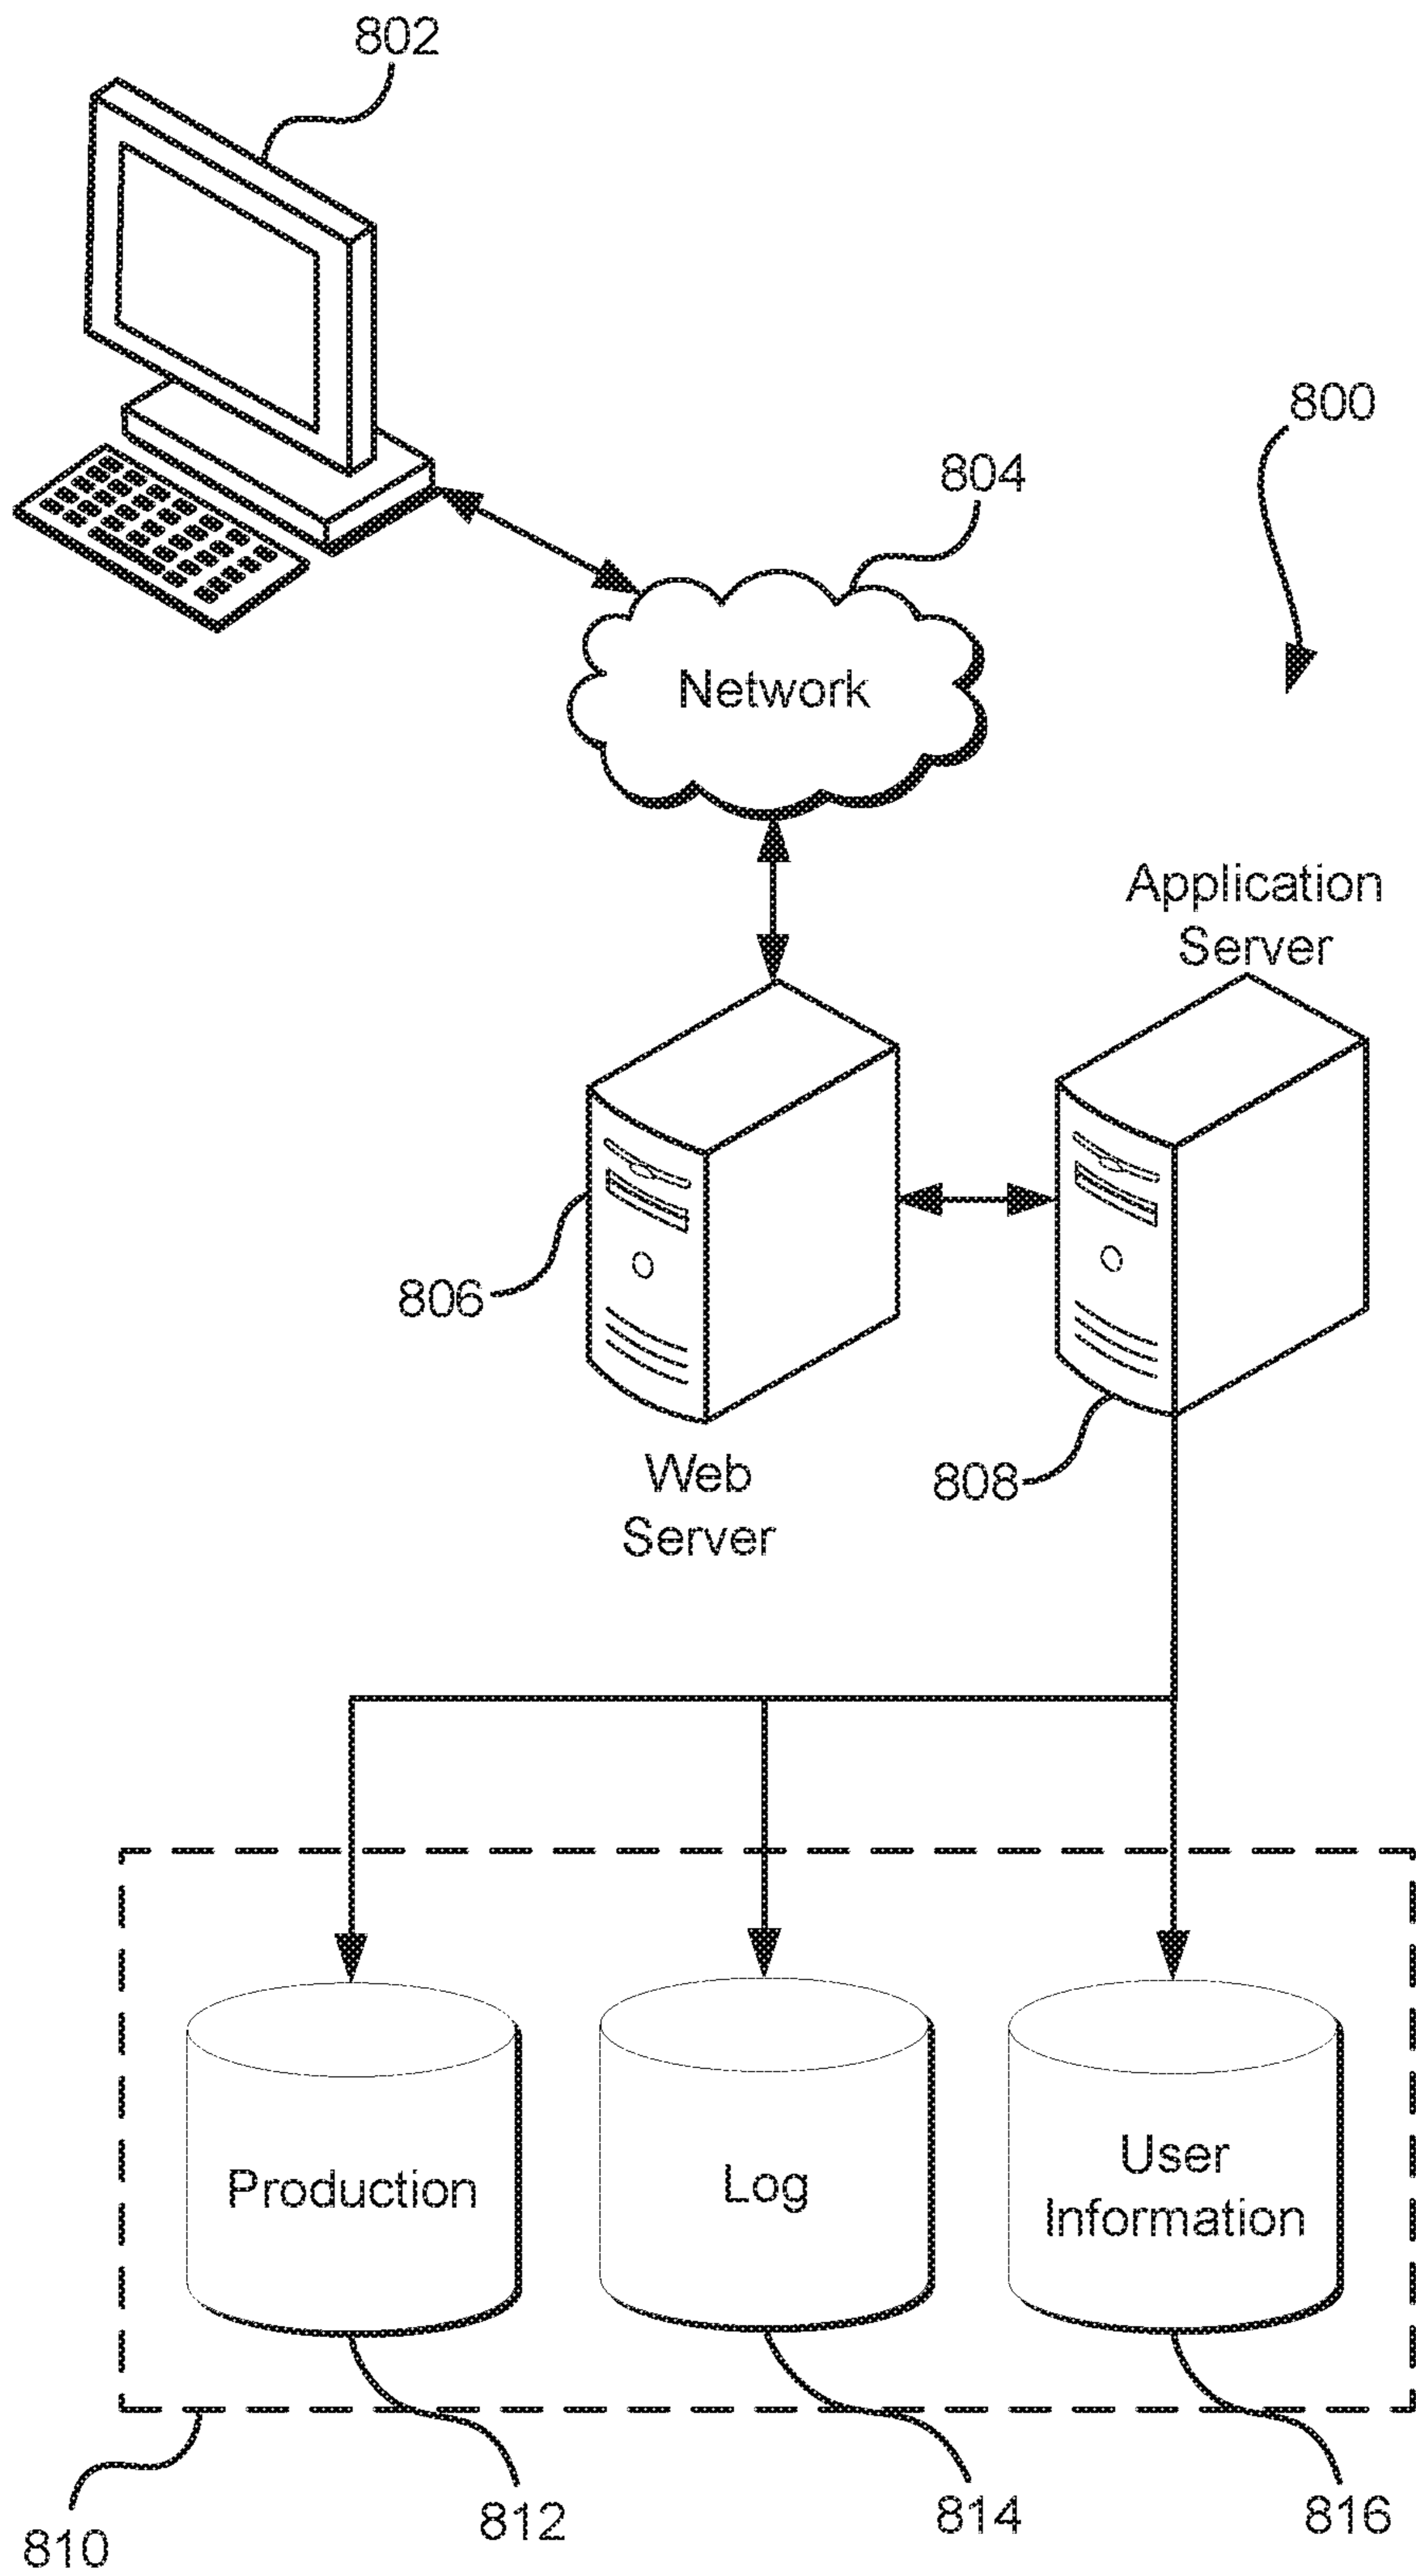 802
800
804
Network
Application
Server
806
808
Web
Server
Production
Log
User
Information
810
812
814
816